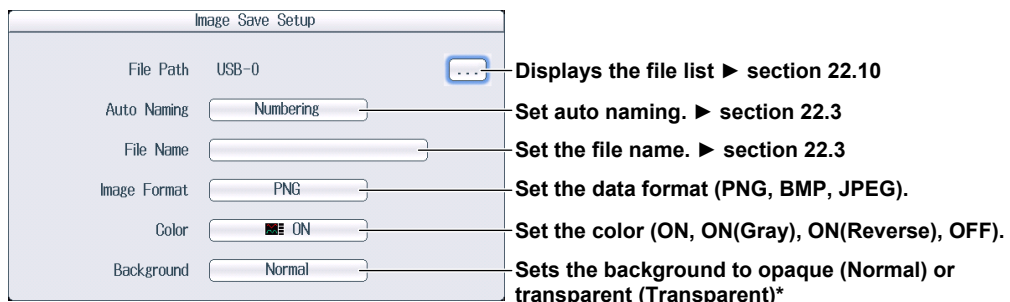 Image Save Setup
File Path USB-0 ... Displays the file list ► section 22.10
Auto Naming Numbering Set auto naming. ► section 22.3
File Name Set the file name. ► section 22.3
Image Format PNG Set the data format (PNG, BMP, JPEG).
Color ON Set the color (ON, ON(Gray), ON(Reverse), OFF).
Background Normal Sets the background to opaque (Normal) or
transparent (Transparent)*